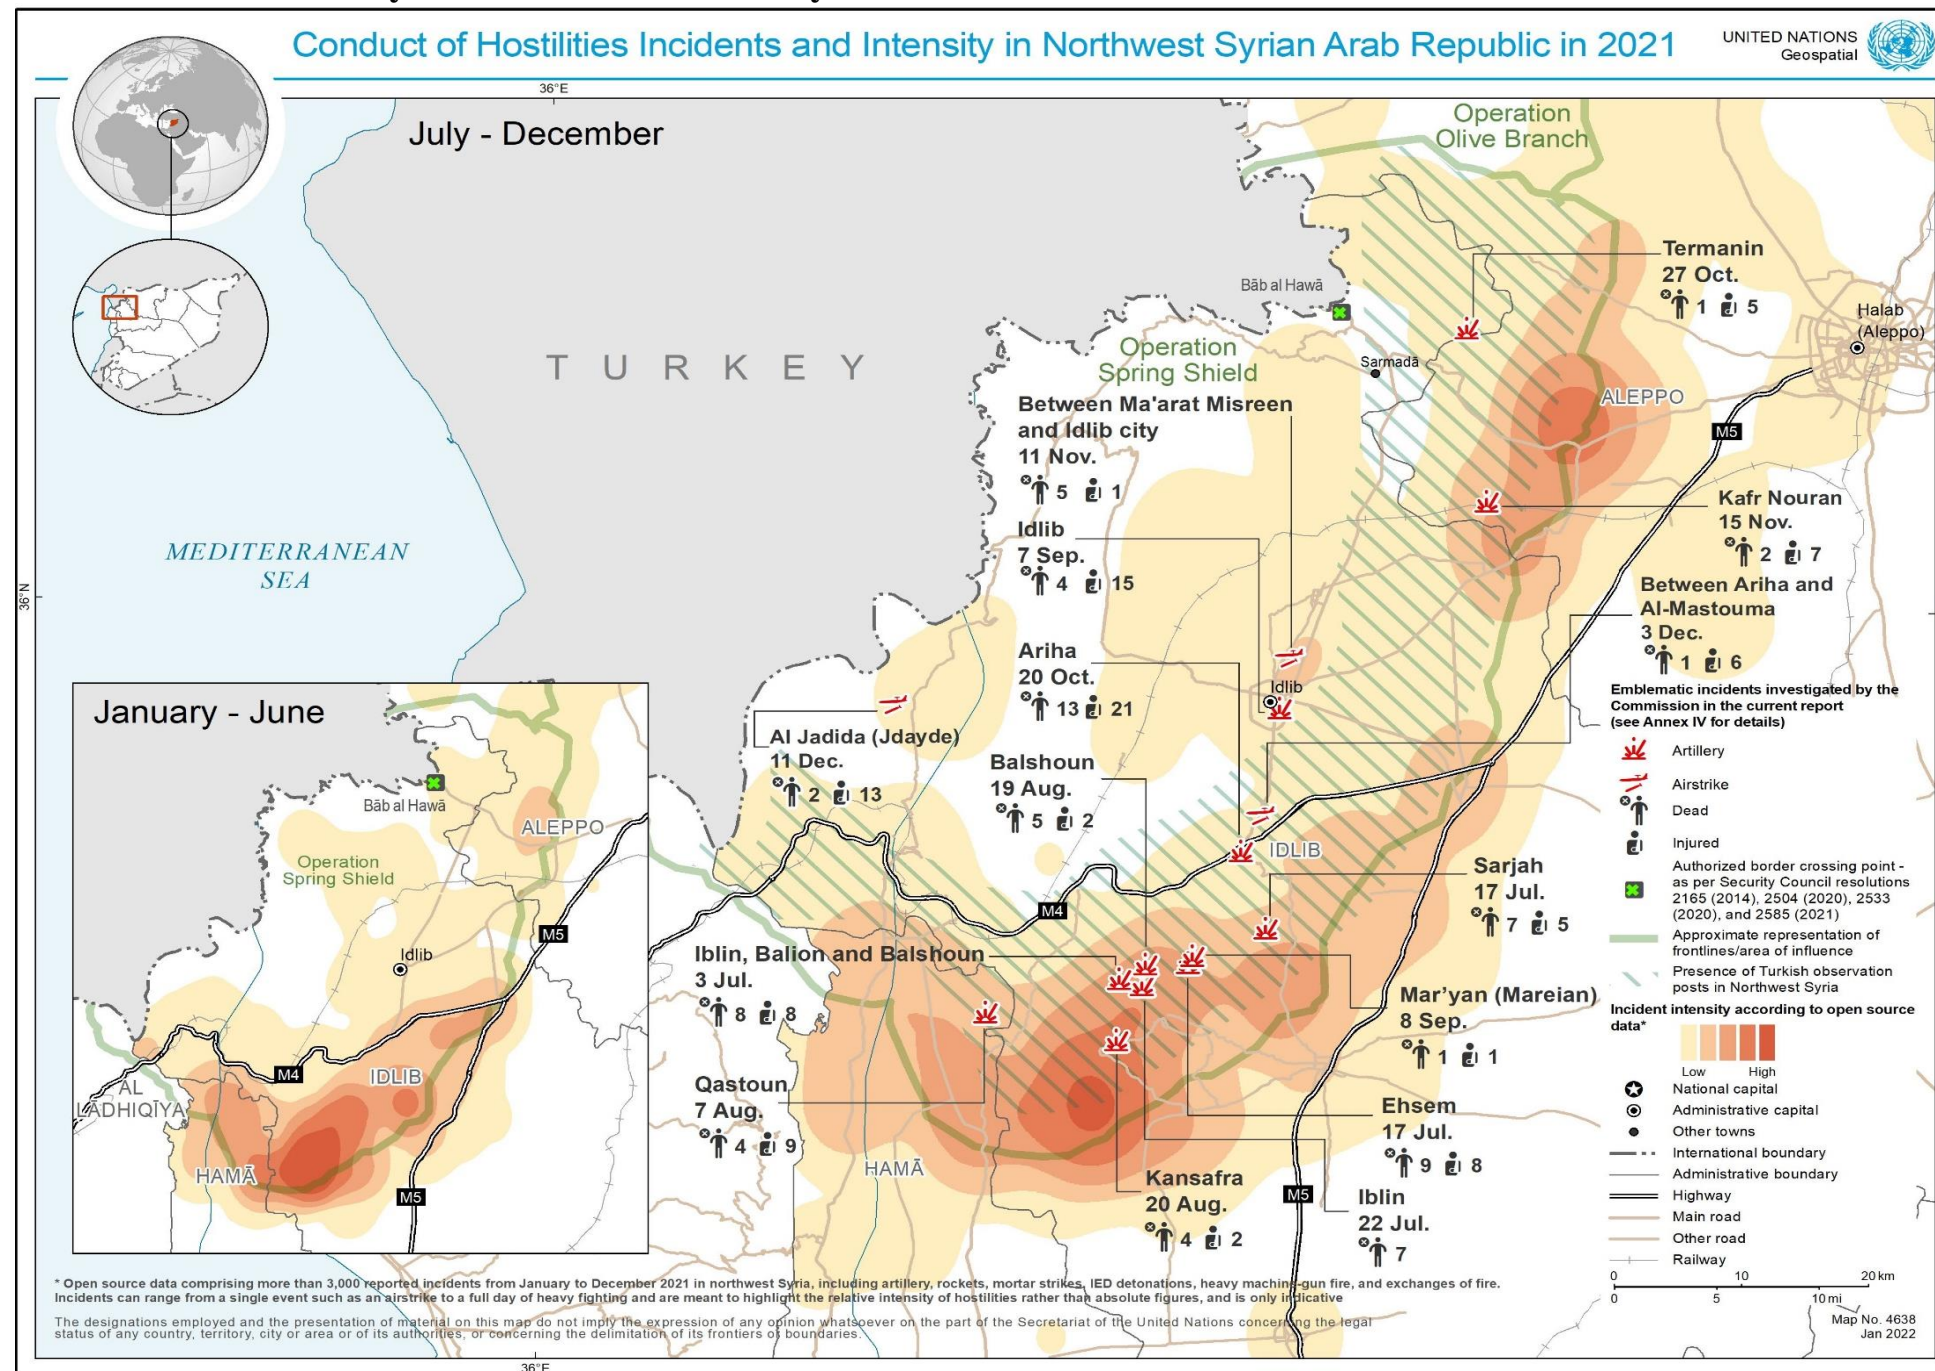 Conduct of Hostilities Incidents and Intensity in Northwest Syrian Arab Republic in 2021
UNITED NATIONS
Geospatial
36°E
July - December
Operation
Olive Branch
Termanin
27 Oct.
1 5
Bāb al Hawā
Halab
(Aleppo)
TURKEY
Operation
Spring Shield
Sarmadā
ALEPPO
M5
Between Ma'arat Misreen
and Idlib city
11 Nov.
5 1
Kafr Nouran
15 Nov.
2 7
Idlib
7 Sep.
4 15
MEDITERRANEAN
SEA
36°N
Between Ariha and
Al-Mastouma
3 Dec.
1 6
Ariha
20 Oct.
13 21
Idlib
Al Jadida (Jdayde)
11 Dec.
2 13
Balshoun
19 Aug.
5 2
IDLIB
Sarjah
17 Jul.
7 5
M4
Iblin, Balion and Balshoun
3 Jul.
8 8
Mar’yan (Mareian)
8 Sep.
1 1
Qastoun
7 Aug.
4 9
Ehsem
17 Jul.
9 8
HAMĀ
Kansafra
20 Aug.
4 2
Iblin
22 Jul.
7
M5
January - June
Bāb al Hawā
ALEPPO
Operation
Spring Shield
Idlib
M5
M4
IDLIB
AL
LĀDHIQĪYA
HAMĀ
M5
Emblematic incidents investigated by the
Commission in the current report
(see Annex IV for details)
Artillery
Airstrike
Dead
Injured
Authorized border crossing point -
as per Security Council resolutions
2165 (2014), 2504 (2020), 2533
(2020), and 2585 (2021)
Approximate representation of
frontlines/area of influence
Presence of Turkish observation
posts in Northwest Syria
Incident intensity according to open source
data*
Low High
National capital
Administrative capital
Other towns
International boundary
Administrative boundary
Highway
Main road
Other road
Railway
0 10 20 km
0 5 10 mi
Map No. 4638
Jan 2022
* Open source data comprising more than 3,000 reported incidents from January to December 2021 in northwest Syria, including artillery, rockets, mortar strikes, IED detonations, heavy machine-gun fire, and exchanges of fire.
Incidents can range from a single event such as an airstrike to a full day of heavy fighting and are meant to highlight the relative intensity of hostilities rather than absolute figures, and is only indicative
The designations employed and the presentation of material on this map do not imply the expression of any opinion whatsoever on the part of the Secretariat of the United Nations concerning the legal
status of any country, territory, city or area or of its authorities, or concerning the delimitation of its frontiers or boundaries.
36°E